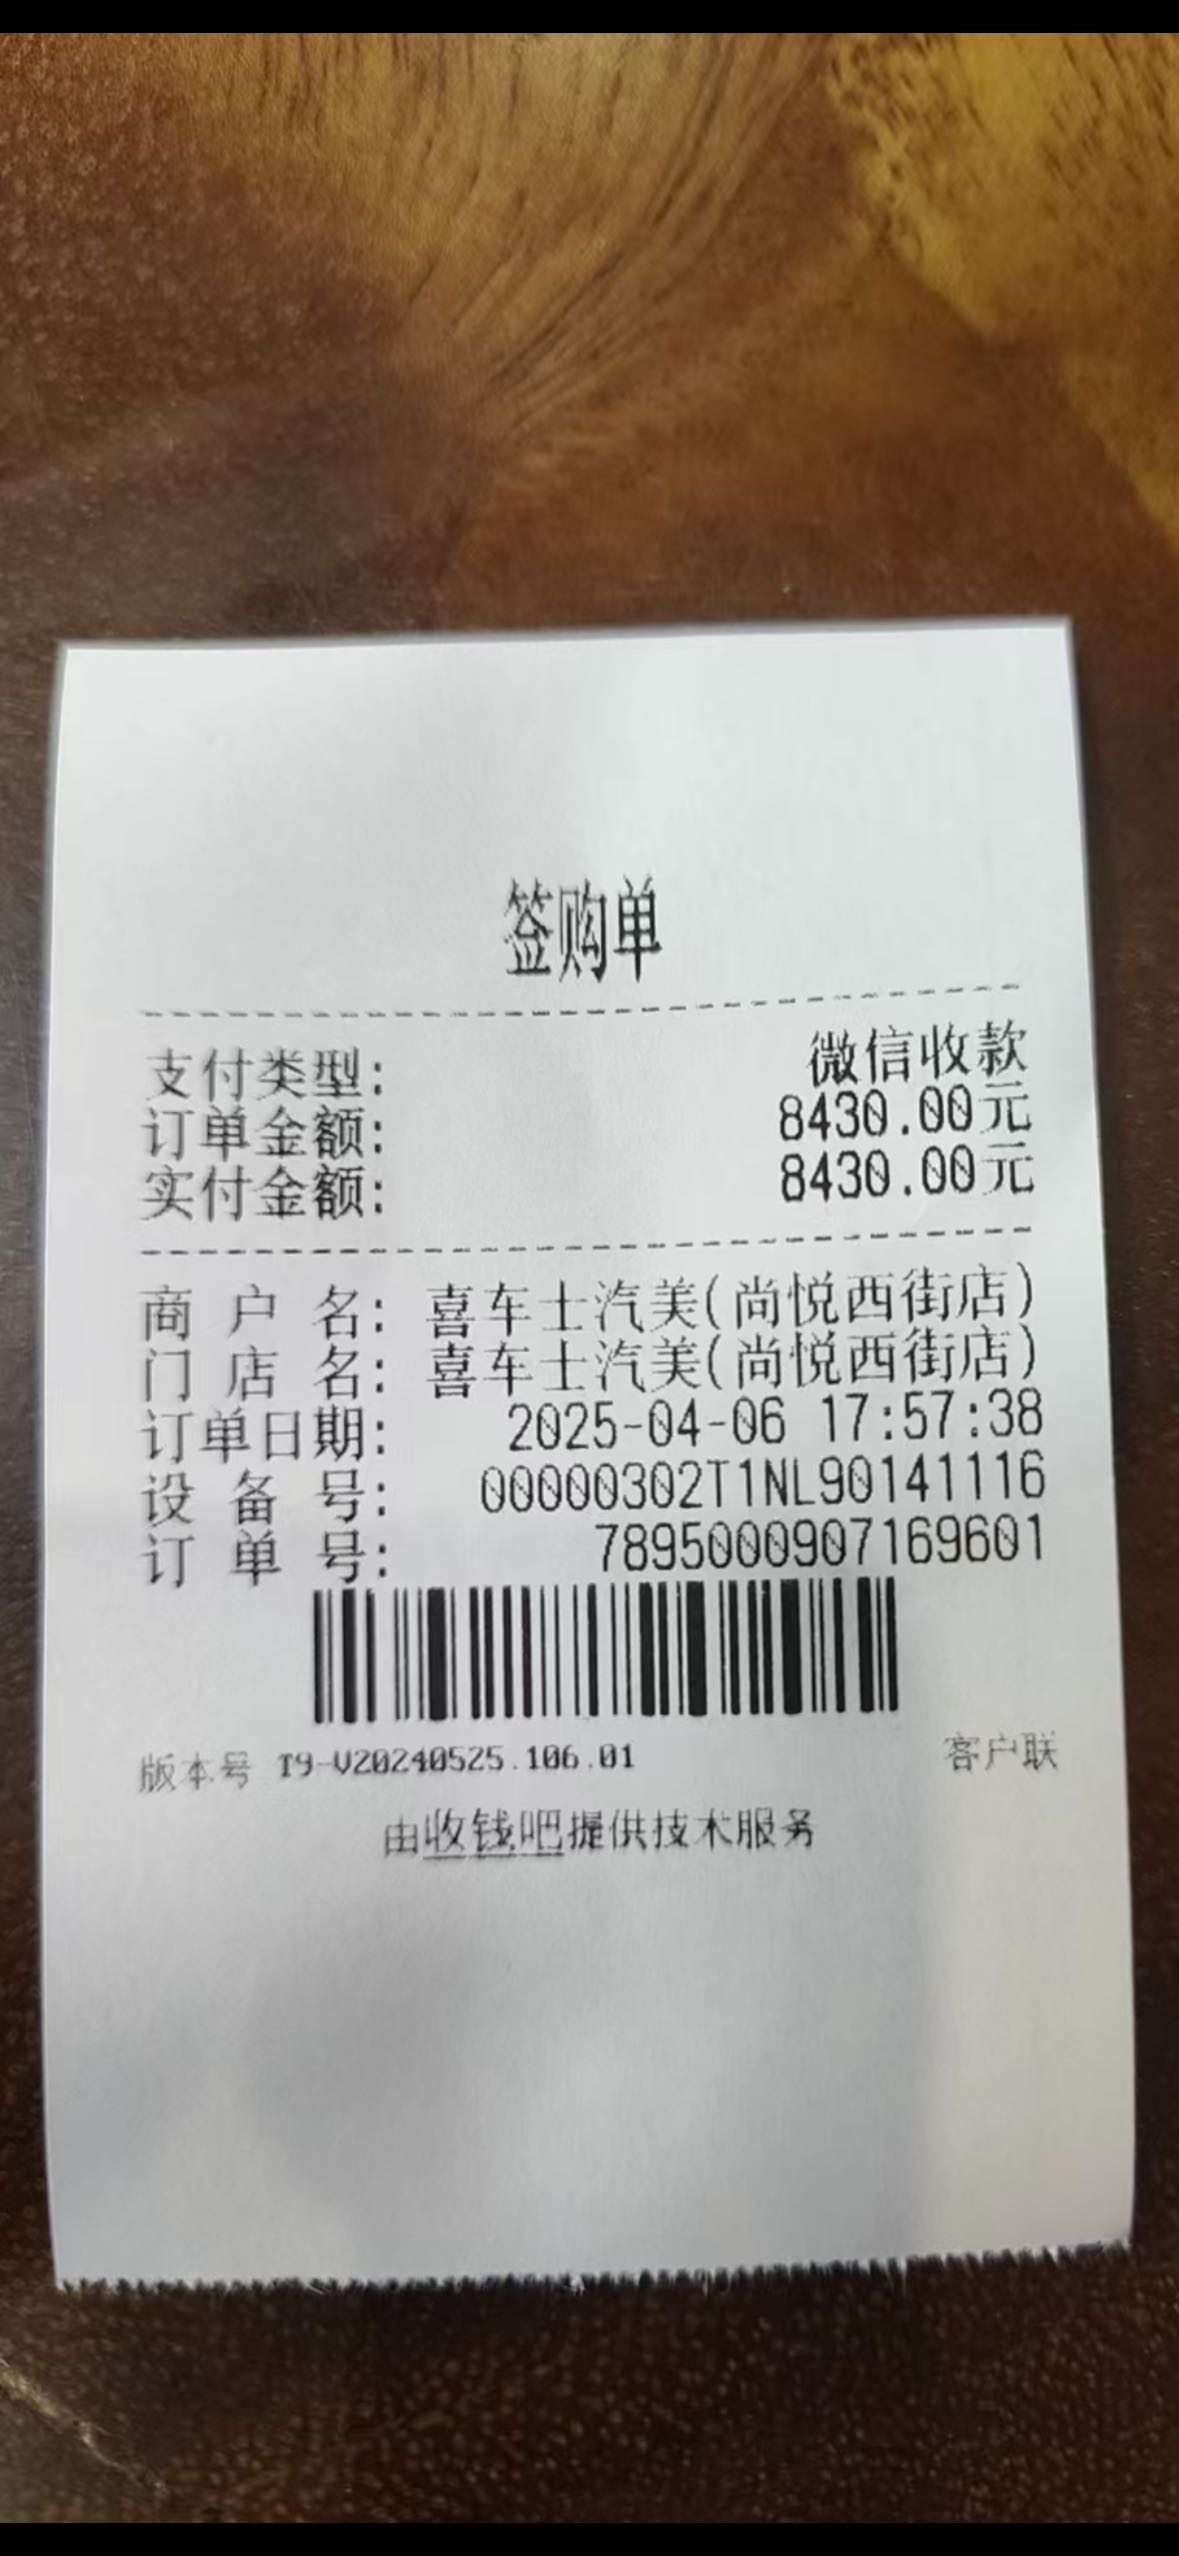 签购单
支付类型: 微信收款
订单金额: 8430.00元
实付金额: 8430.00元
商户名: 喜车士汽美(尚悦西街店)
门店名: 喜车士汽美(尚悦西街店)
订单日期: 2025-04-06 17:57:38
设备号: 00000302T1NL90141116
订单号: 7895000907169601
版本号 T9-V20240525.106.01 客户联
由收钱吧提供技术服务